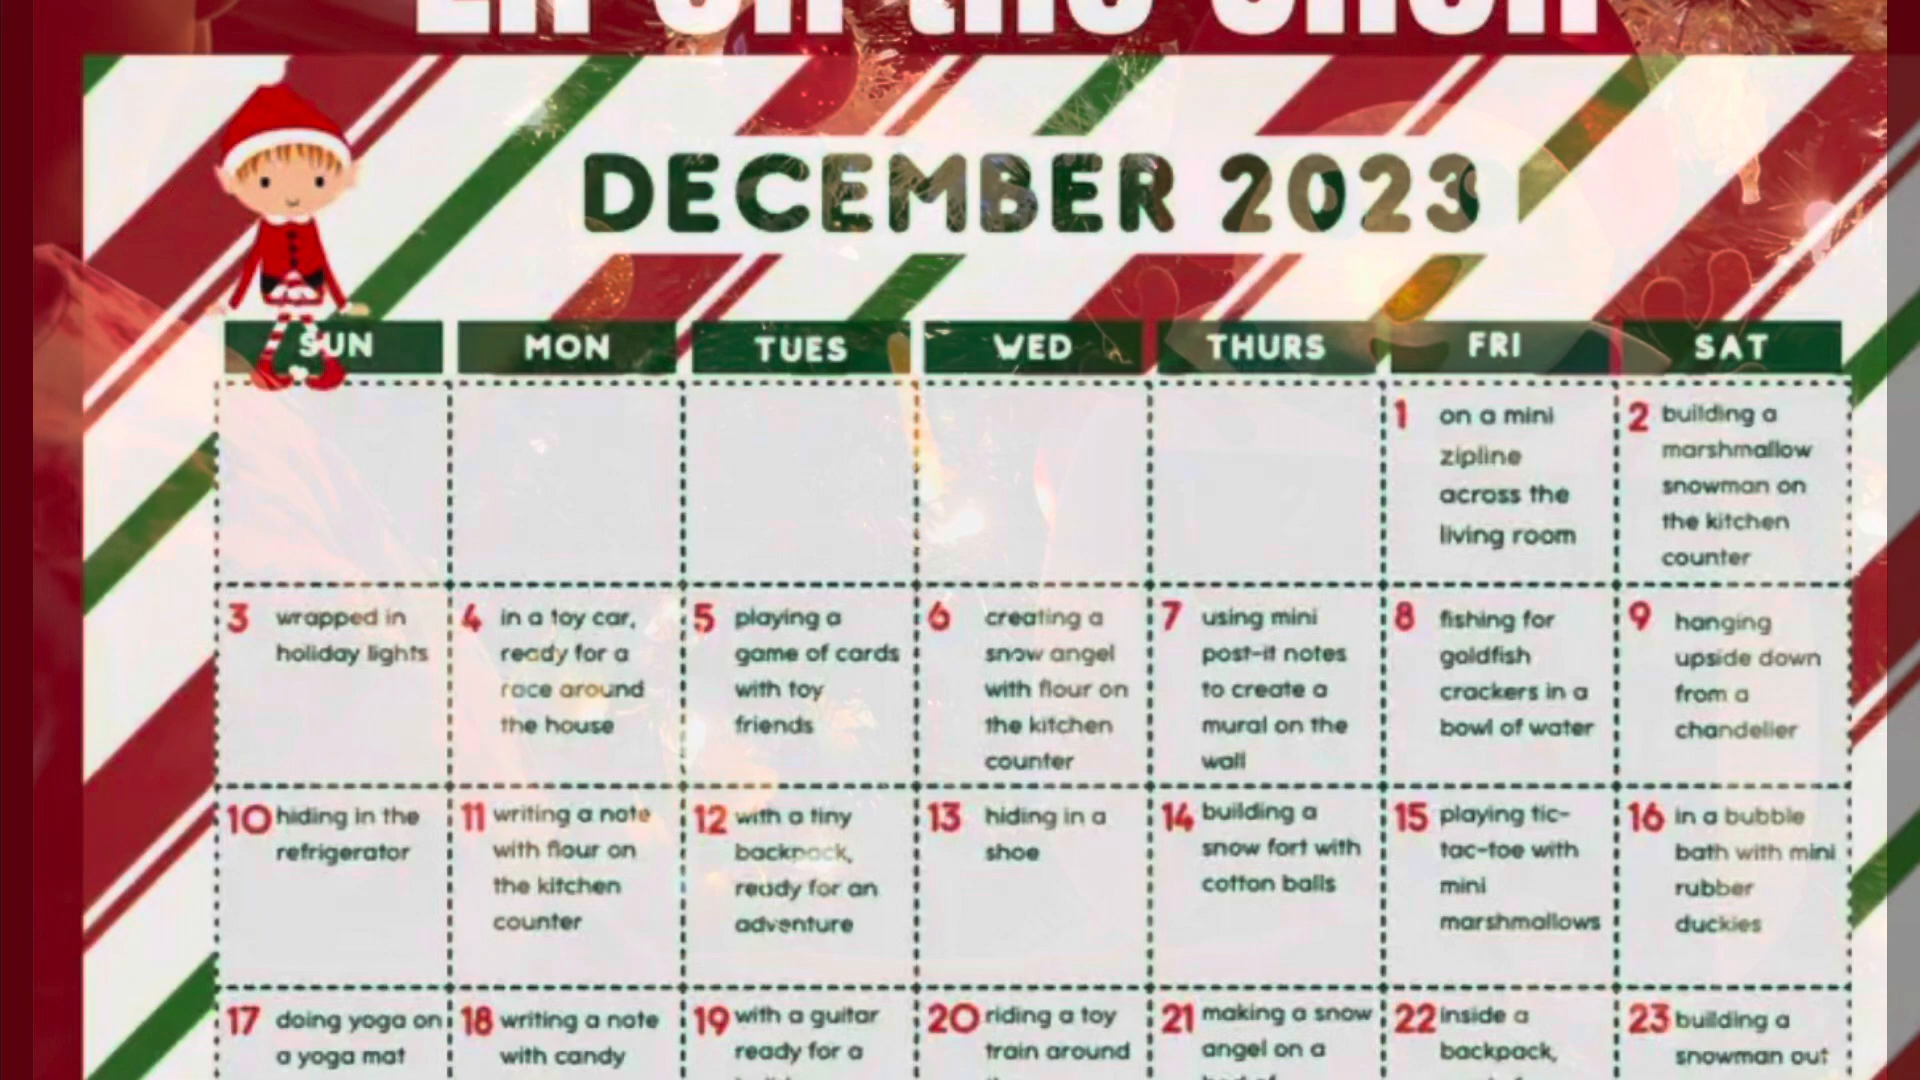 Elf on the Shelf
DECEMBER 2023
SUN MON TUES WED THURS FRI SAT
1 on a mini
zipline
across the
living room
2 building a
marshmallow
snowman on
the kitchen
counter
3 wrapped in
holiday lights
4 in a toy car,
ready for a
race around
the house
5 playing a
game of cards
with toy
friends
6 creating a
snow angel
with flour on
the kitchen
counter
7 using mini
post-it notes
to create a
mural on the
wall
8 fishing for
goldfish
crackers in a
bowl of water
9 hanging
upside down
from a
chandelier
10 hiding in the
refrigerator
11 writing a note
with flour on
the kitchen
counter
12 with a tiny
backpack,
ready for an
adventure
13 hiding in a
shoe
14 building a
snow fort with
cotton balls
15 playing tic-
tac-toe with
mini
marshmallows
16 in a bubble
bath with mini
rubber
duckies
17 doing yoga on
a yoga mat
18 writing a note
with candy
19 with a guitar
ready for a
20 riding a toy
train around
21 making a snow
angel on a
22 inside a
backpack,
23 building a
snowman out